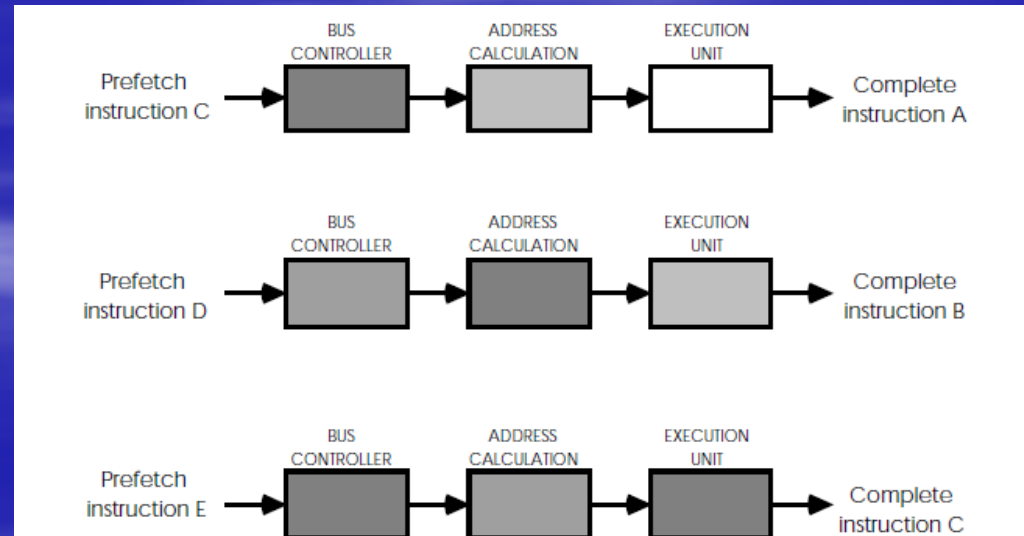 BUS
CONTROLLER
ADDRESS
CALCULATION
EXECUTION
UNIT
Prefetch
instruction C
Complete
instruction A
BUS
CONTROLLER
ADDRESS
CALCULATION
EXECUTION
UNIT
Prefetch
instruction D
Complete
instruction B
BUS
CONTROLLER
ADDRESS
CALCULATION
EXECUTION
UNIT
Prefetch
instruction E
Complete
instruction C